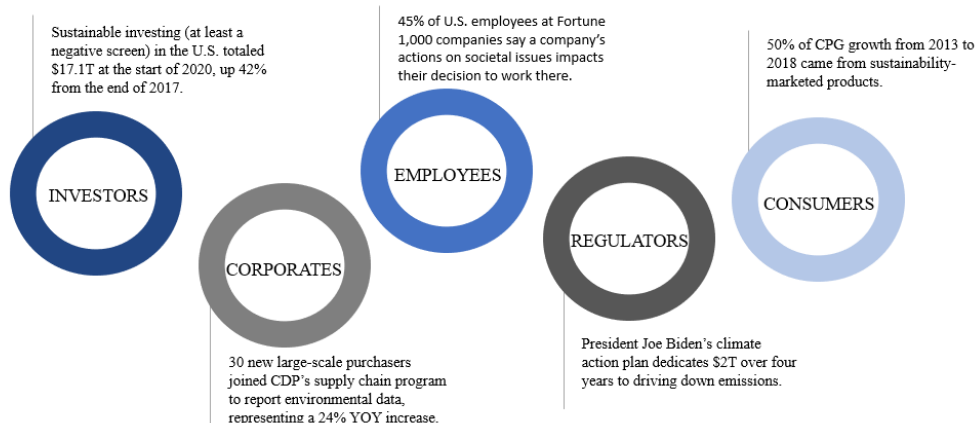 Sustainable investing (at least a
negative screen) in the U.S. totaled
$17.1T at the start of 2020, up 42%
from the end of 2017.
INVESTORS
CORPORATES
30 new large-scale purchasers
joined CDP’s supply chain program
to report environmental data,
representing a 24% YOY increase.
45% of U.S. employees at Fortune
1,000 companies say a company’s
actions on societal issues impacts
their decision to work there.
EMPLOYEES
REGULATORS
President Joe Biden’s climate
action plan dedicates $2T over four
years to driving down emissions.
50% of CPG growth from 2013 to
2018 came from sustainability-
marketed products.
CONSUMERS